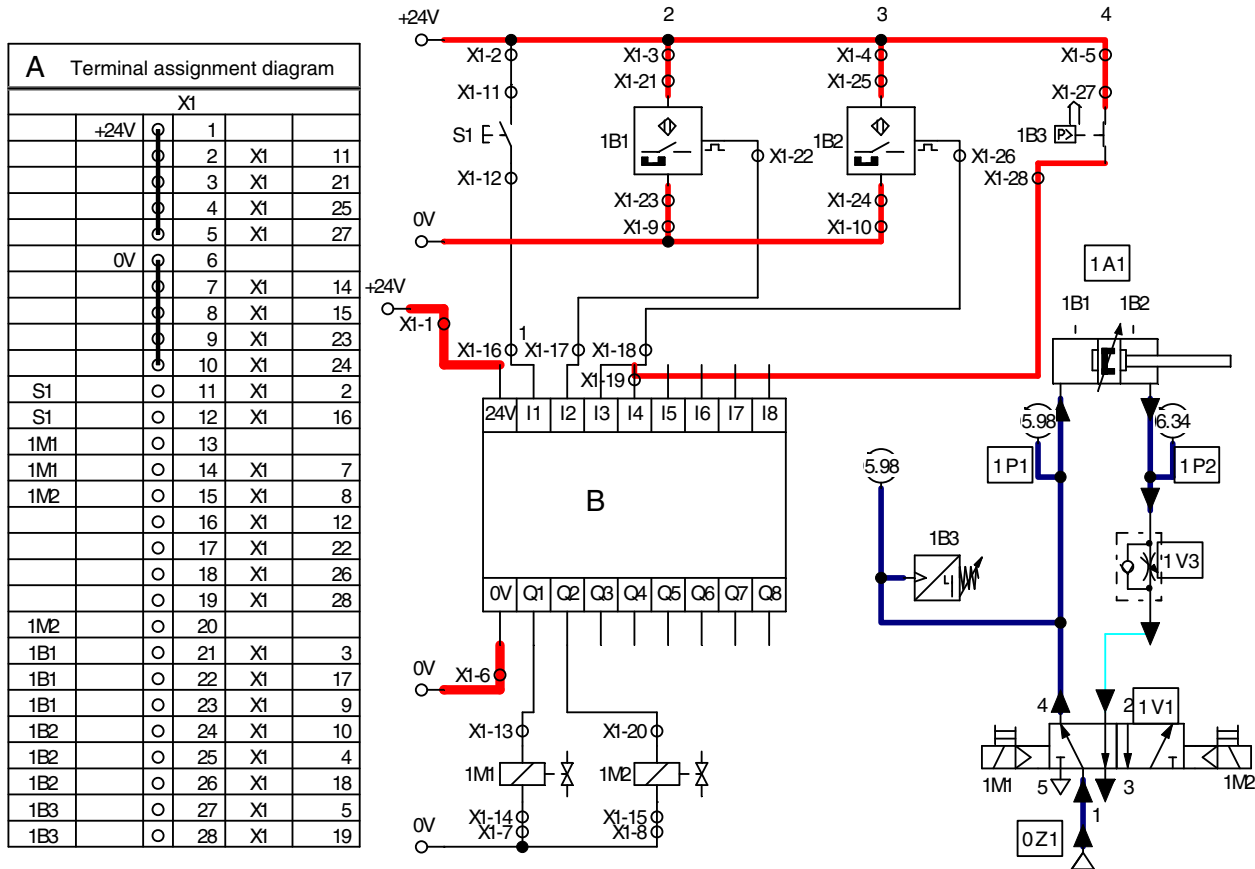 A Terminal assignment diagram
X1
+24V 1
2 X1 11
3 X1 21
4 X1 25
5 X1 27
0V 6
7 X1 14
8 X1 15
9 X1 23
10 X1 24
S1 11 X1 2
S1 12 X1 16
1M1 13
1M1 14 X1 7
1M2 15 X1 8
16 X1 12
17 X1 22
18 X1 26
19 X1 28
1M2 20
1B1 21 X1 3
1B1 22 X1 17
1B1 23 X1 9
1B2 24 X1 10
1B2 25 X1 4
1B2 26 X1 18
1B3 27 X1 5
1B3 28 X1 19
+24V 2 3 4
X1-2 X1-3 X1-4 X1-5
X1-11 X1-21 X1-25 X1-27
S1 1B1 1B2 P> 1B3
X1-12 X1-22 X1-26 X1-28
X1-23 X1-24
0V X1-9 X1-10
+24V
X1-1 1
X1-16 X1-17 X1-18
X1-19
24V I1 I2 I3 I4 I5 I6 I7 I8
B
0V Q1 Q2 Q3 Q4 Q5 Q6 Q7 Q8
0V X1-6
X1-13 X1-20
1M1 1M2
X1-14 X1-15
X1-7 X1-8
0V
1A1
1B1 1B2
5.98 6.34
1P1 1P2
5.98
1B3
1V3
4 2 1V1
1M1 5 3 1M2
1
0Z1